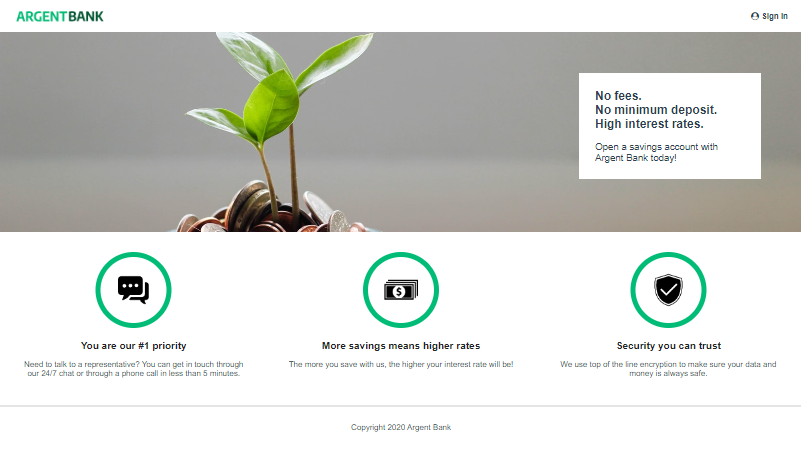 ARGENTBANK
Sign In
No fees.
No minimum deposit.
High interest rates.
Open a savings account with
Argent Bank today!
You are our #1 priority
Need to talk to a representative? You can get in touch through
our 24/7 chat or through a phone call in less than 5 minutes.
More savings means higher rates
The more you save with us, the higher your interest rate will be!
Security you can trust
We use top of the line encryption to make sure your data and
money is always safe.
Copyright 2020 Argent Bank